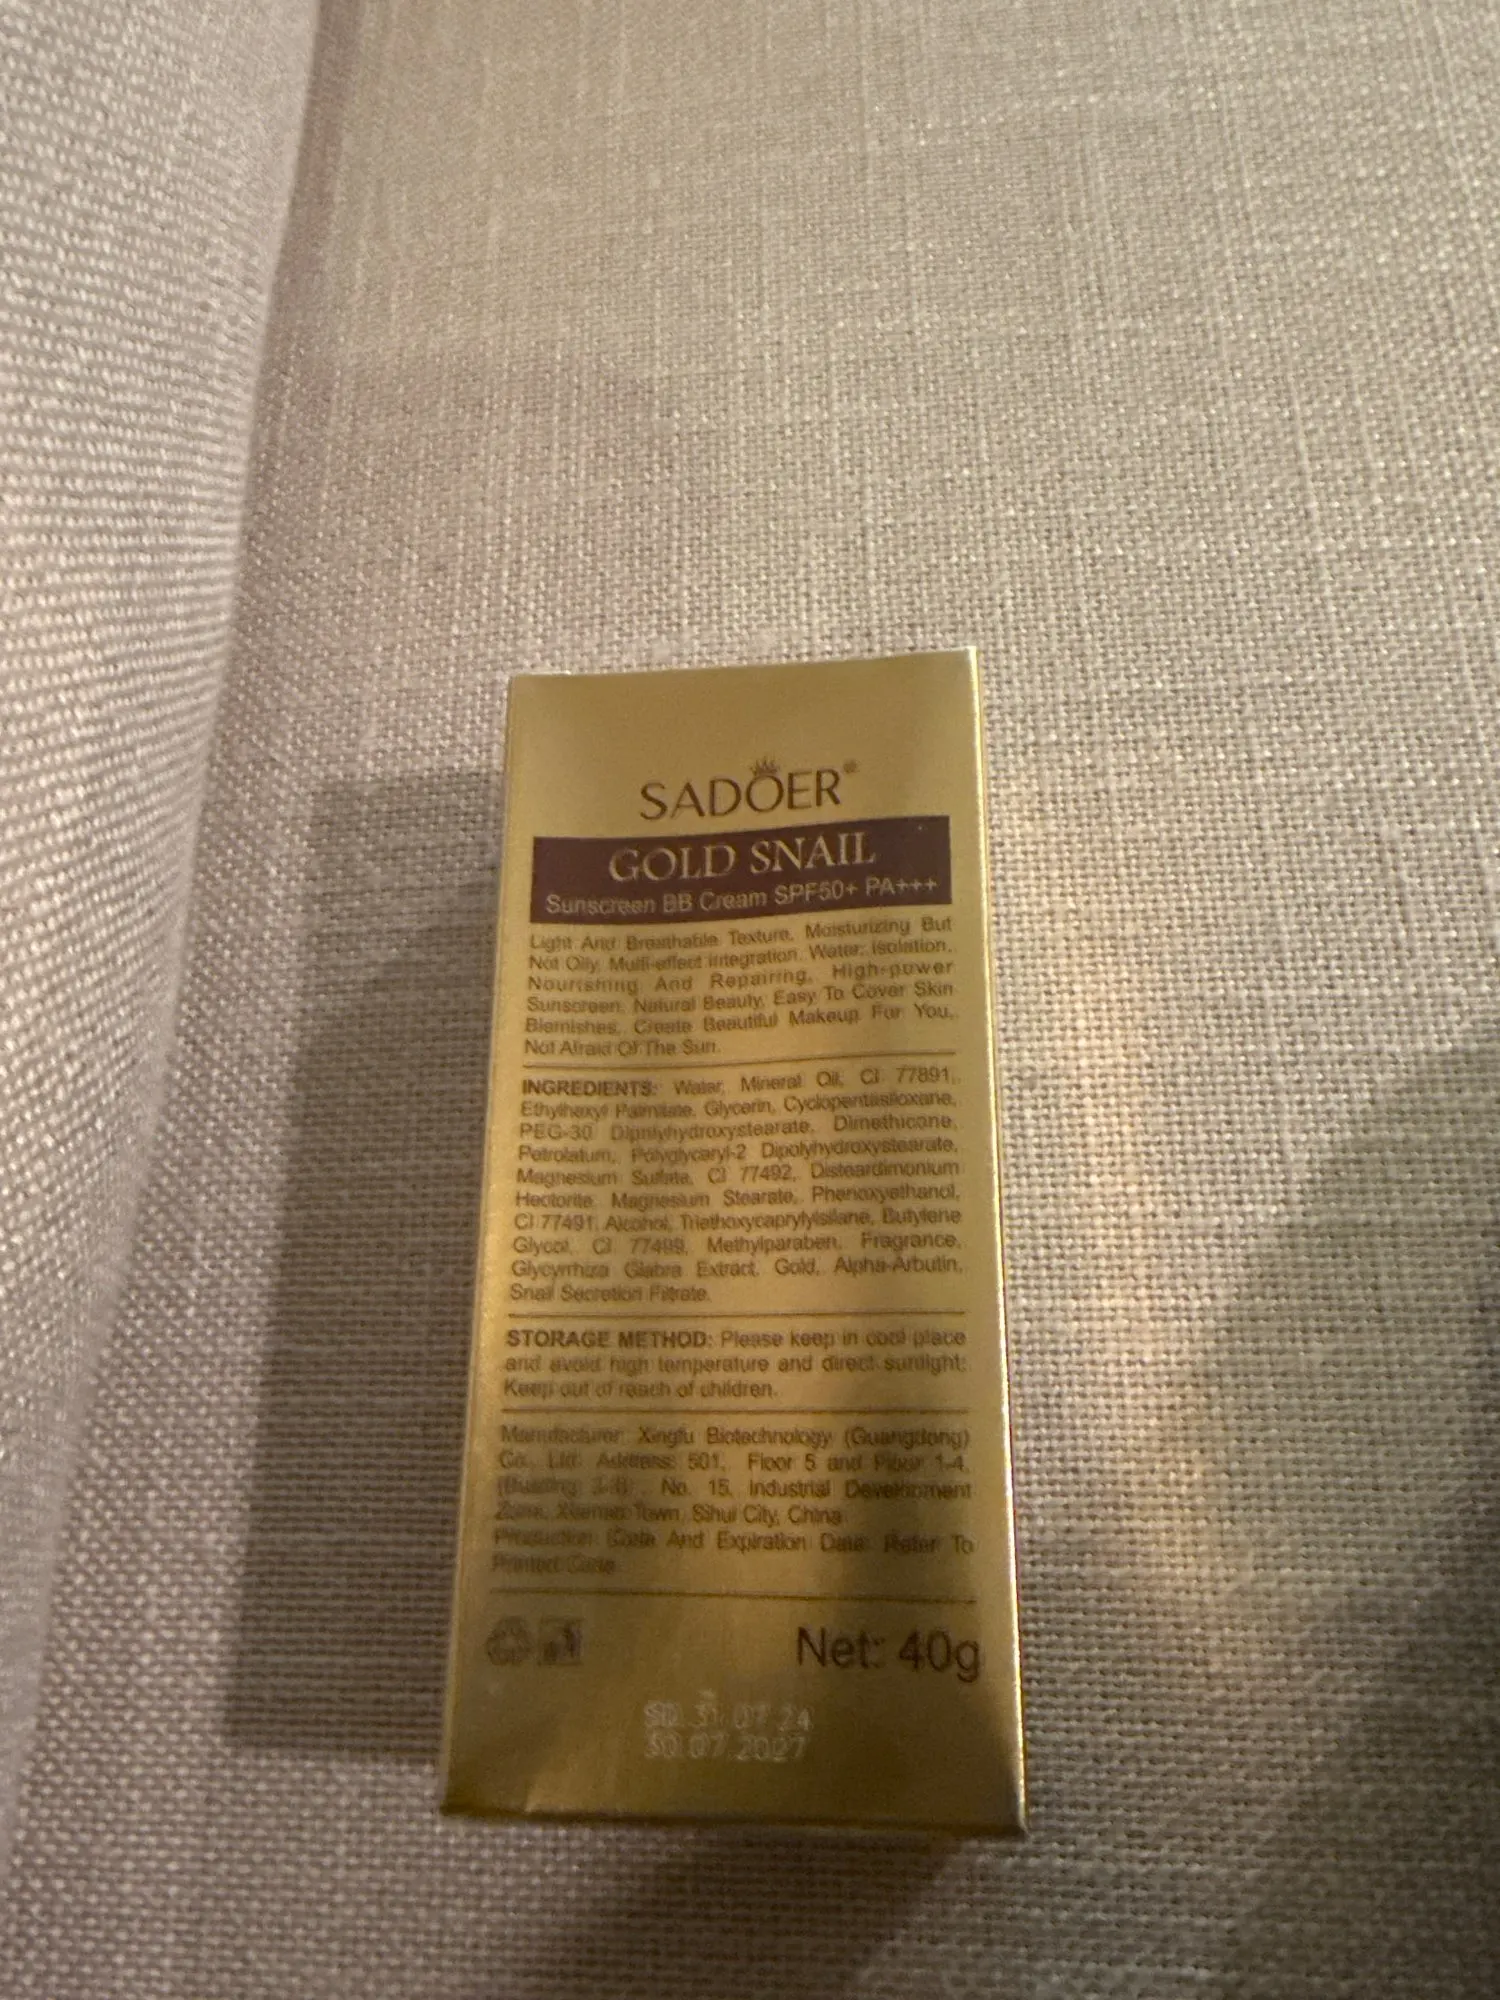 SADOER®
GOLD SNAIL
Sunscreen BB Cream SPF50+ PA+++
Light And Breathable Texture, Moisturizing But
Not Oily, Multi-effect integration, Water, Isolation,
Nourishing And Repairing, High-power
Sunscreen, Natural Beauty, Easy To Cover Skin
Blemishes, Create Beautiful Makeup For You,
Not Afraid Of The Sun.
INGREDIENTS: Water, Mineral Oil, CI 77891,
Ethylhexyl Palmitate, Glycerin, Cyclopentasiloxane,
PEG-30 Dipolyhydroxystearate, Dimethicone,
Petrolatum, Polyglyceryl-2 Dipolyhydroxystearate,
Magnesium Sulfate, CI 77492, Disteardimonium
Hectorite, Magnesium Stearate, Phenoxyethanol,
CI 77491, Alcohol, Triethoxycaprylylsilane, Butylene
Glycol, CI 77499, Methylparaben, Fragrance,
Glycyrrhiza Glabra Extract, Gold, Alpha-Arbutin,
Snail Secretion Filtrate.
STORAGE METHOD: Please keep in cool place
and avoid high temperature and direct sunlight;
Keep out of reach of children.
Manufacturer: Xingfu Biotechnology (Guangdong)
Co., Ltd. Address: 501, Floor 5 and Floor 1-4,
No. 15, Industrial Development
Zone, Town, Sihui City, China
Production Date And Expiration Date: Refer To
Printed Code
Net: 40g
31 07 24
30 07 2027